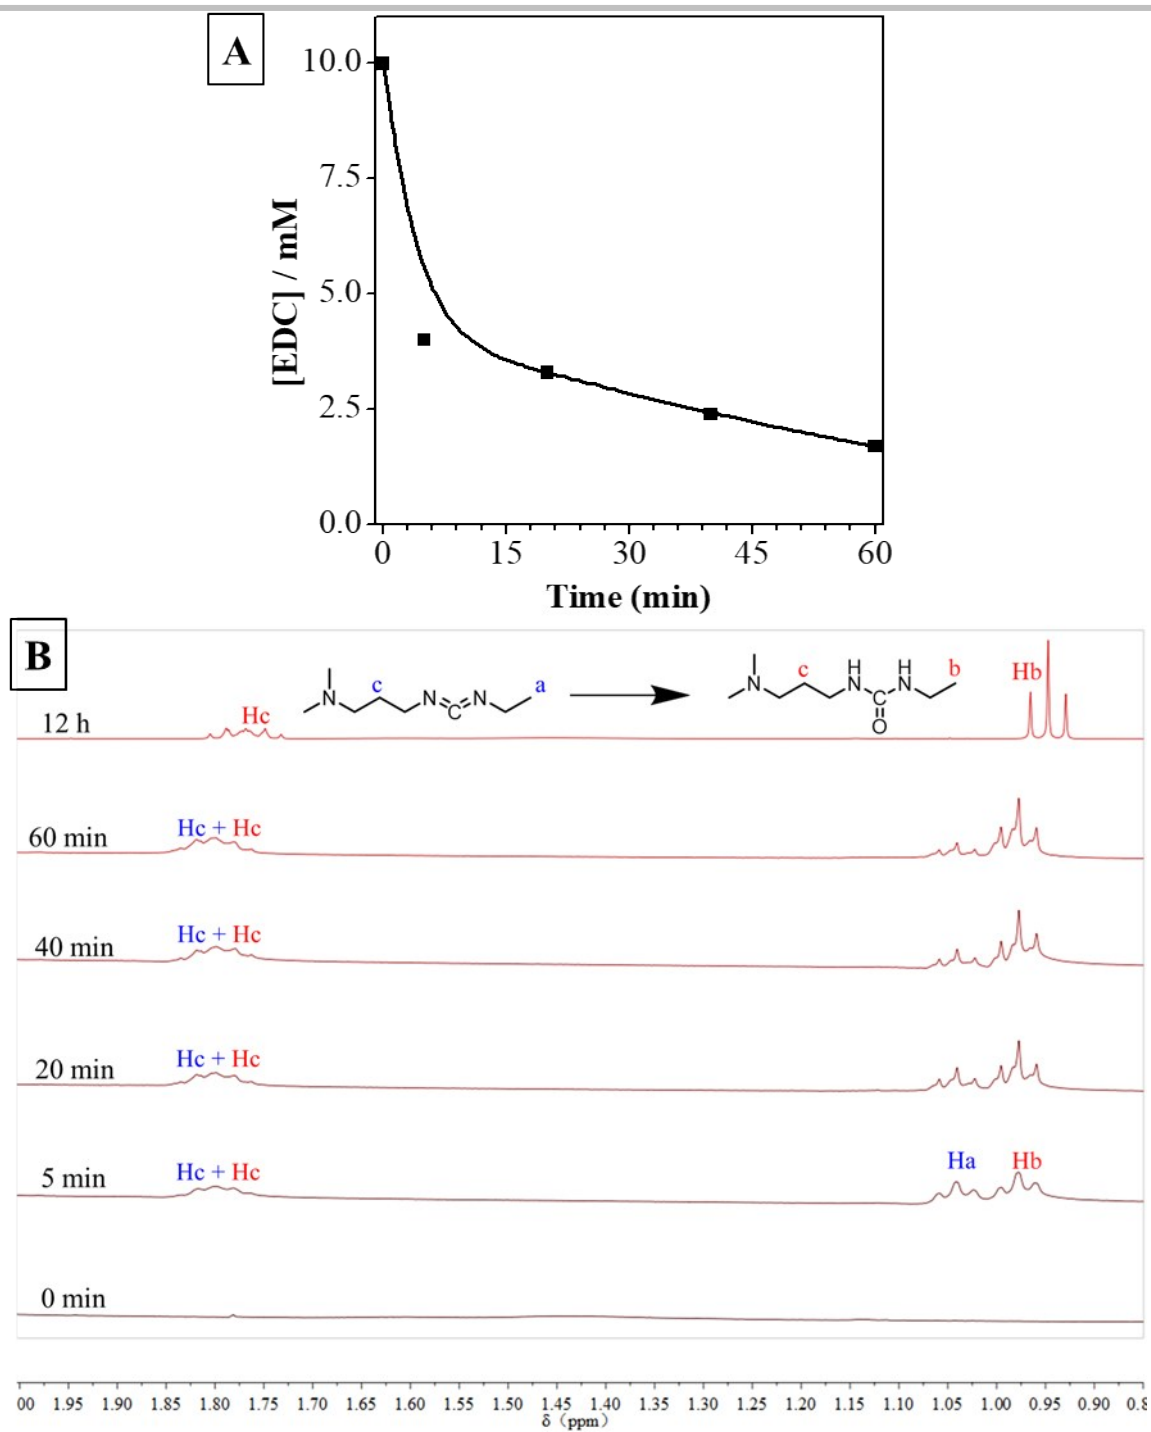 A
10.0
7.5
5.0
2.5
0.0
[EDC] / mM
0 15 30 45 60
Time (min)
B
12 h
Hc
N
c
N
C
N
a
N
c
H
N
C
O
H
N
b
Hb
60 min
Hc + Hc
40 min
Hc + Hc
20 min
Hc + Hc
5 min
Hc + Hc
Ha
Hb
0 min
00 1.95 1.90 1.85 1.80 1.75 1.70 1.65 1.60 1.55 1.50 1.45 1.40 1.35 1.30 1.25 1.20 1.15 1.10 1.05 1.00 0.95 0.90 0.8
δ (ppm)